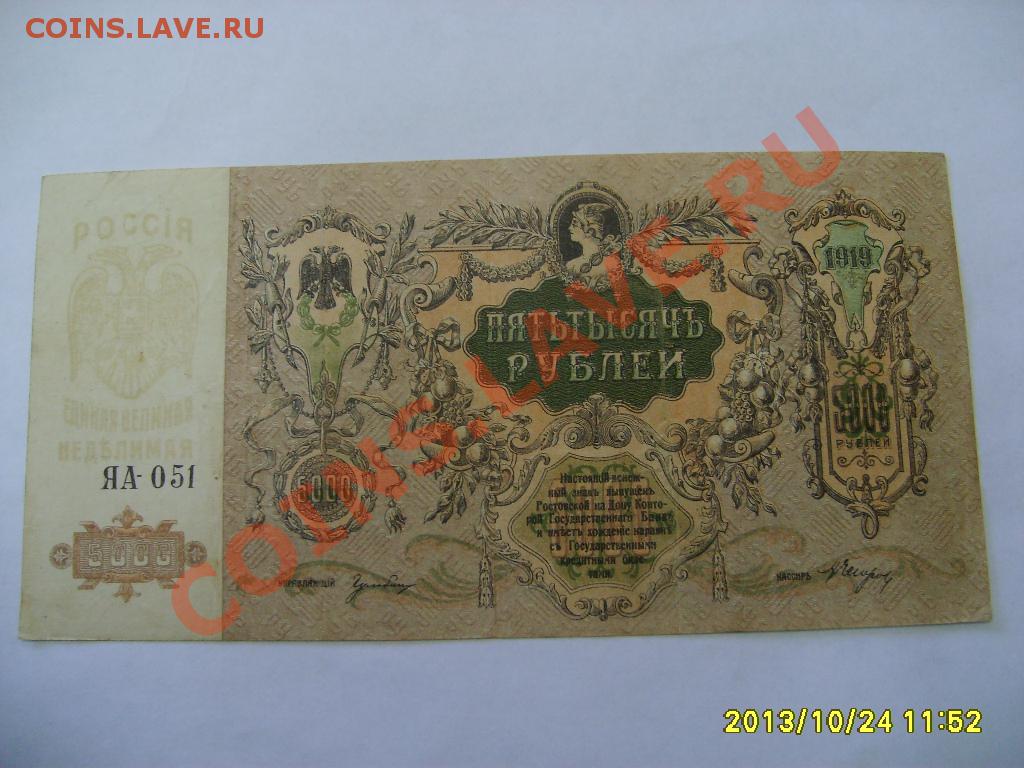 COINS.LAVE.RU
РОССІЯ
ЕДИНАЯ ВЕЛИКАЯ
НЕДѢЛИМАЯ
ЯА-051
5000
5000
ПЯТЬТЫСЯЧЪ
РУБЛЕЙ
1919
5000
РУБЛЕЙ
Настоящій денеж-
ный знакъ выпущенъ
Ростовской на Дону Конто-
рой Государственнаго Банка
и имѣетъ хожденіе наравнѣ
съ Государственными
кредитными биле-
тами.
УПРАВЛЯЮЩІЙ
КАССИРЪ
COINS.LAVE.RU
2013/10/24 11:52